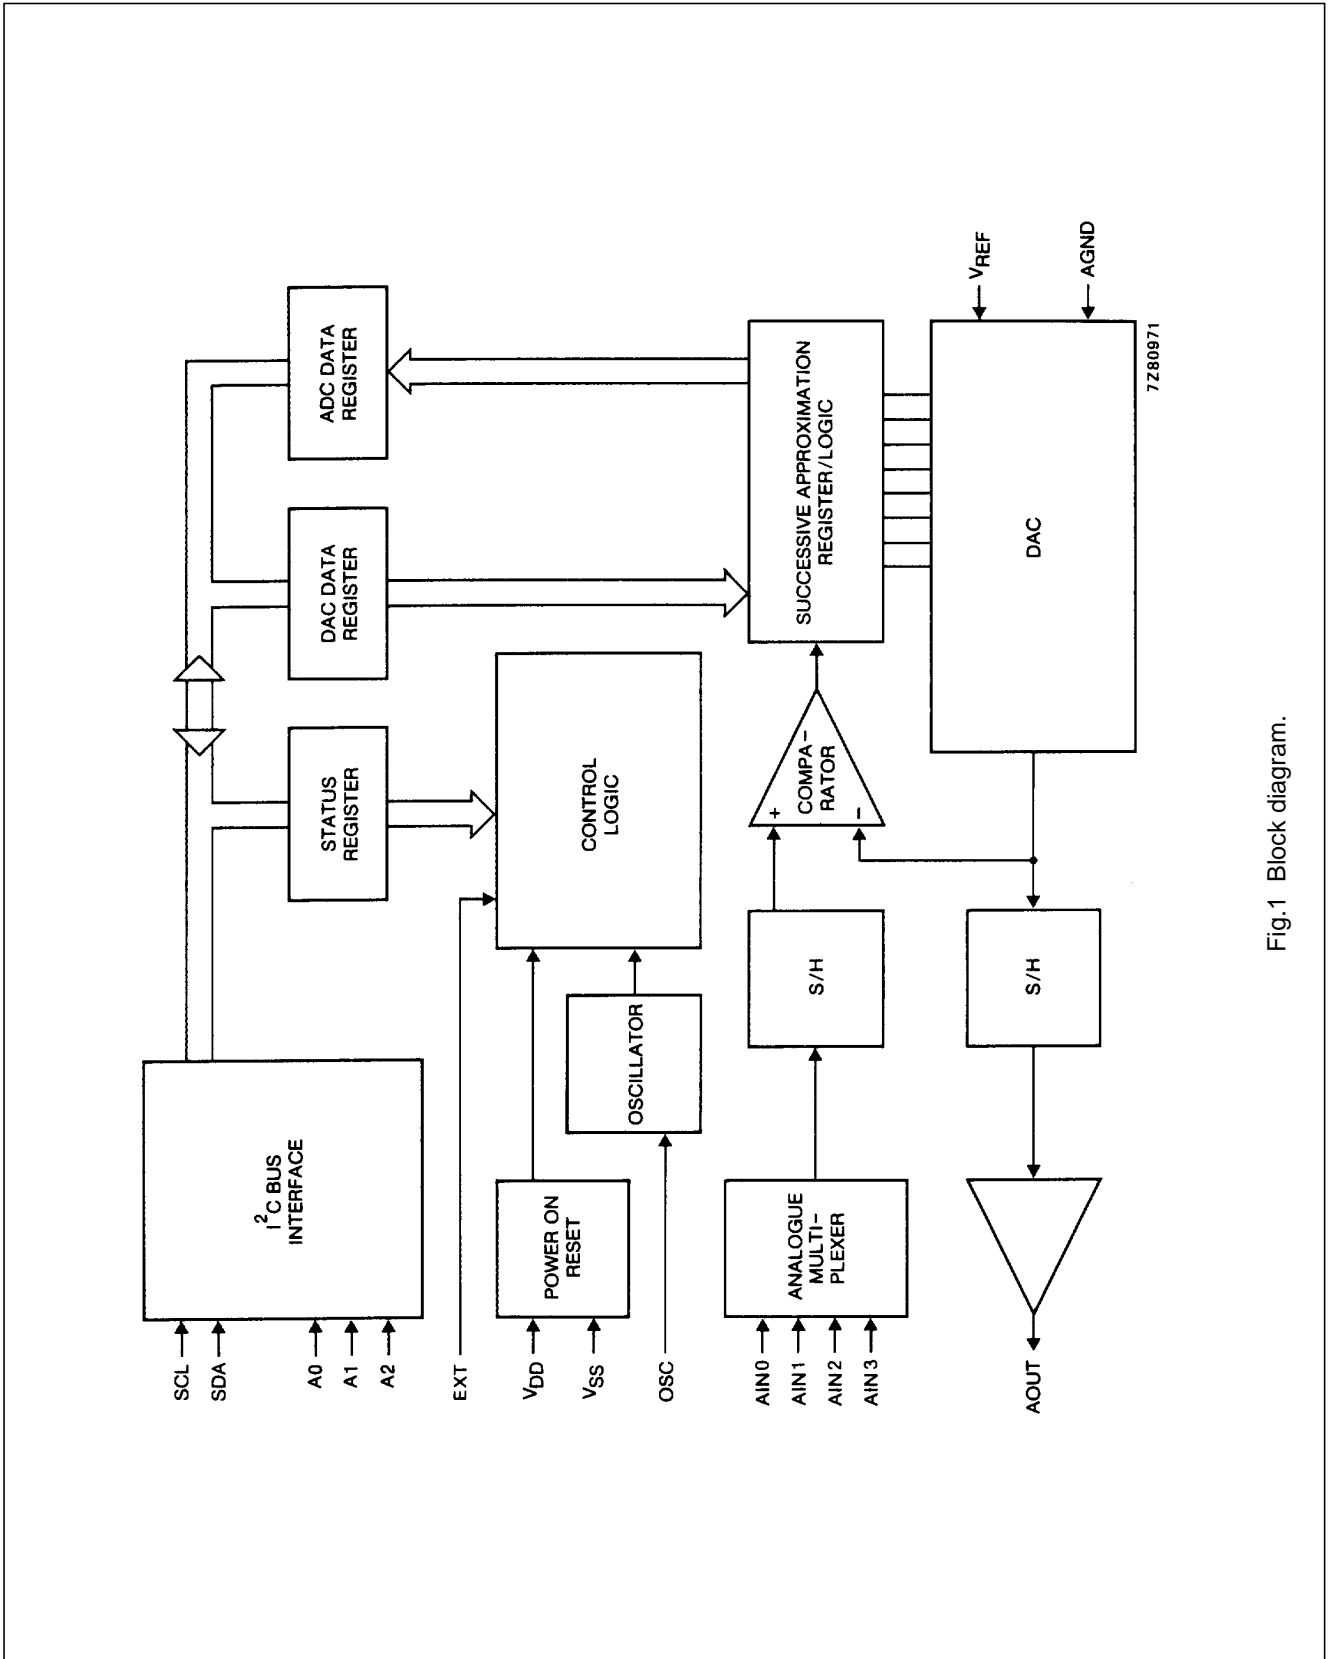 SCL
SDA
A0
A1
A2
I²C BUS
INTERFACE
STATUS
REGISTER
DAC DATA
REGISTER
ADC DATA
REGISTER
EXT
VDD
VSS
OSC
POWER ON
RESET
OSCILLATOR
CONTROL
LOGIC
AIN0
AIN1
AIN2
AIN3
ANALOGUE
MULTI-
PLEXER
S/H
+
-
COMPA-
RATOR
SUCCESSIVE APPROXIMATION
REGISTER/LOGIC
AOUT
S/H
DAC
VREF
AGND
7Z80971
Fig.1 Block diagram.